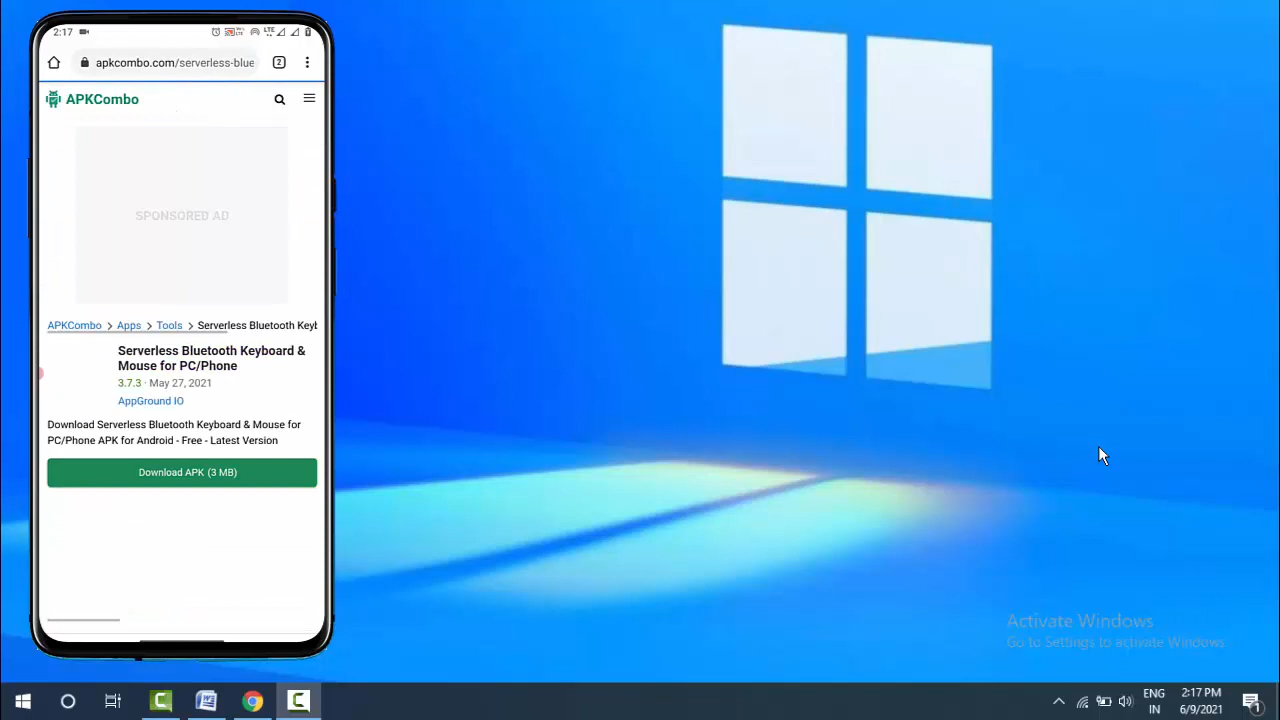 2:17
LTE
apkcombo.com/serverless-blue
2
APKCombo
SPONSORED AD
APKCombo > Apps > Tools > Serverless Bluetooth Keyb
Serverless Bluetooth Keyboard &
Mouse for PC/Phone
3.7.3 · May 27, 2021
AppGround IO
Download Serverless Bluetooth Keyboard & Mouse for
PC/Phone APK for Android - Free - Latest Version
Download APK (3 MB)
Activate Windows
Go to Settings to activate Windows.
ENG
IN
2:17 PM
6/9/2021
1